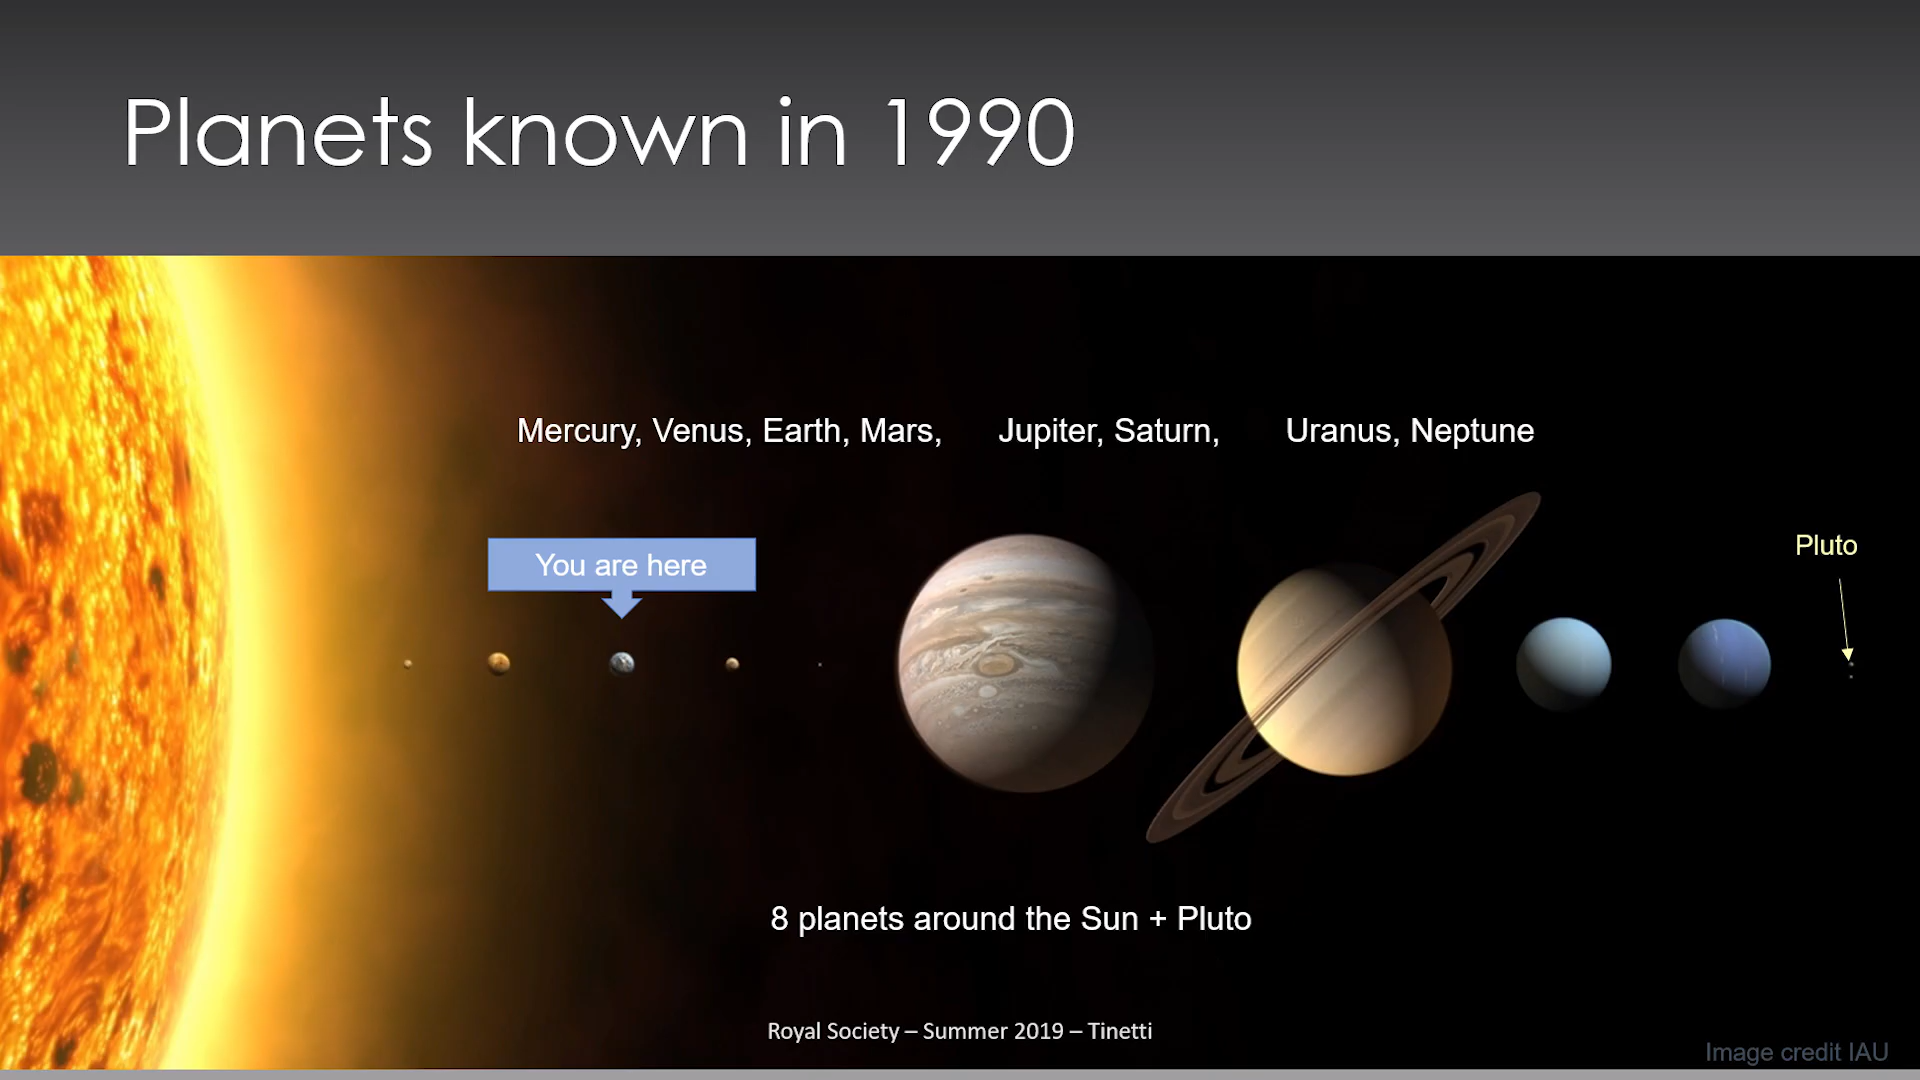 Planets known in 1990
Mercury, Venus, Earth, Mars, Jupiter, Saturn, Uranus, Neptune
You are here
Pluto
8 planets around the Sun + Pluto
Royal Society – Summer 2019 – Tinetti
Image credit IAU